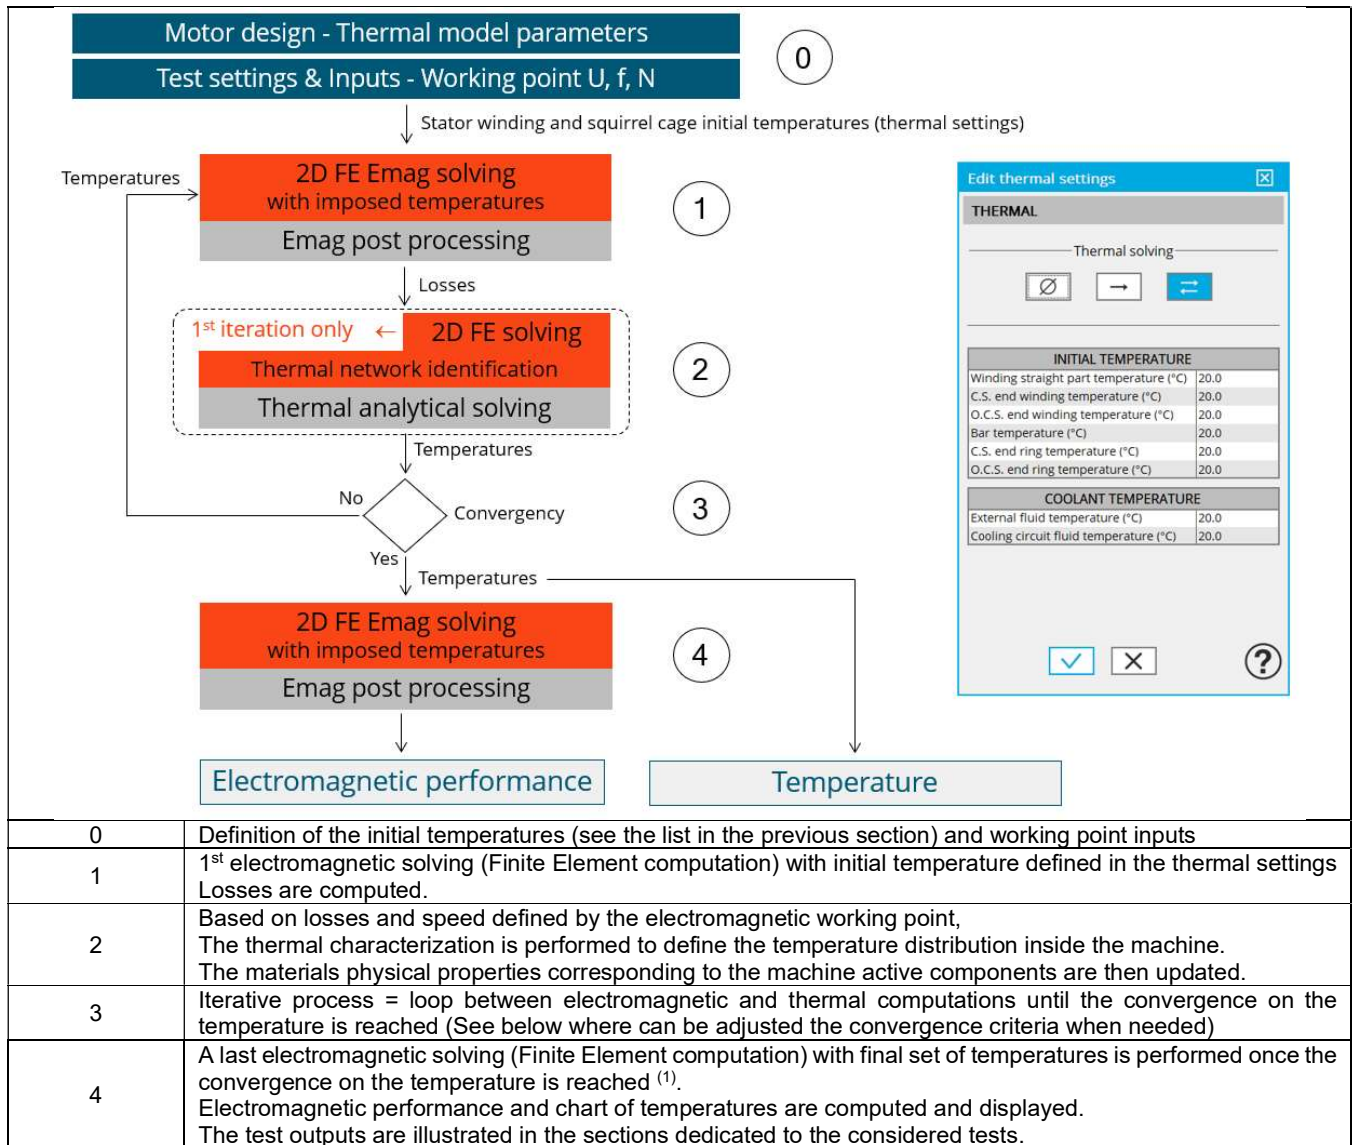 Motor design - Thermal model parameters
Test settings & Inputs - Working point U, f, N
0
Stator winding and squirrel cage initial temperatures (thermal settings)
Temperatures
2D FE Emag solving
with imposed temperatures
Emag post processing
1
Losses
1st iteration only ← 2D FE solving
Thermal network identification
Thermal analytical solving
2
Temperatures
No
Convergency
3
Yes
Temperatures
2D FE Emag solving
with imposed temperatures
Emag post processing
4
Electromagnetic performance
Temperature
Edit thermal settings
THERMAL
Thermal solving
INITIAL TEMPERATURE
Winding straight part temperature (°C) 20.0
C.S. end winding temperature (°C) 20.0
O.C.S. end winding temperature (°C) 20.0
Bar temperature (°C) 20.0
C.S. end ring temperature (°C) 20.0
O.C.S. end ring temperature (°C) 20.0
COOLANT TEMPERATURE
External fluid temperature (°C) 20.0
Cooling circuit fluid temperature (°C) 20.0
?
0 Definition of the initial temperatures (see the list in the previous section) and working point inputs
1 1st electromagnetic solving (Finite Element computation) with initial temperature defined in the thermal settings
Losses are computed.
2 Based on losses and speed defined by the electromagnetic working point,
The thermal characterization is performed to define the temperature distribution inside the machine.
The materials physical properties corresponding to the machine active components are then updated.
3 Iterative process = loop between electromagnetic and thermal computations until the convergence on the
temperature is reached (See below where can be adjusted the convergence criteria when needed)
4 A last electromagnetic solving (Finite Element computation) with final set of temperatures is performed once the
convergence on the temperature is reached (1).
Electromagnetic performance and chart of temperatures are computed and displayed.
The test outputs are illustrated in the sections dedicated to the considered tests.